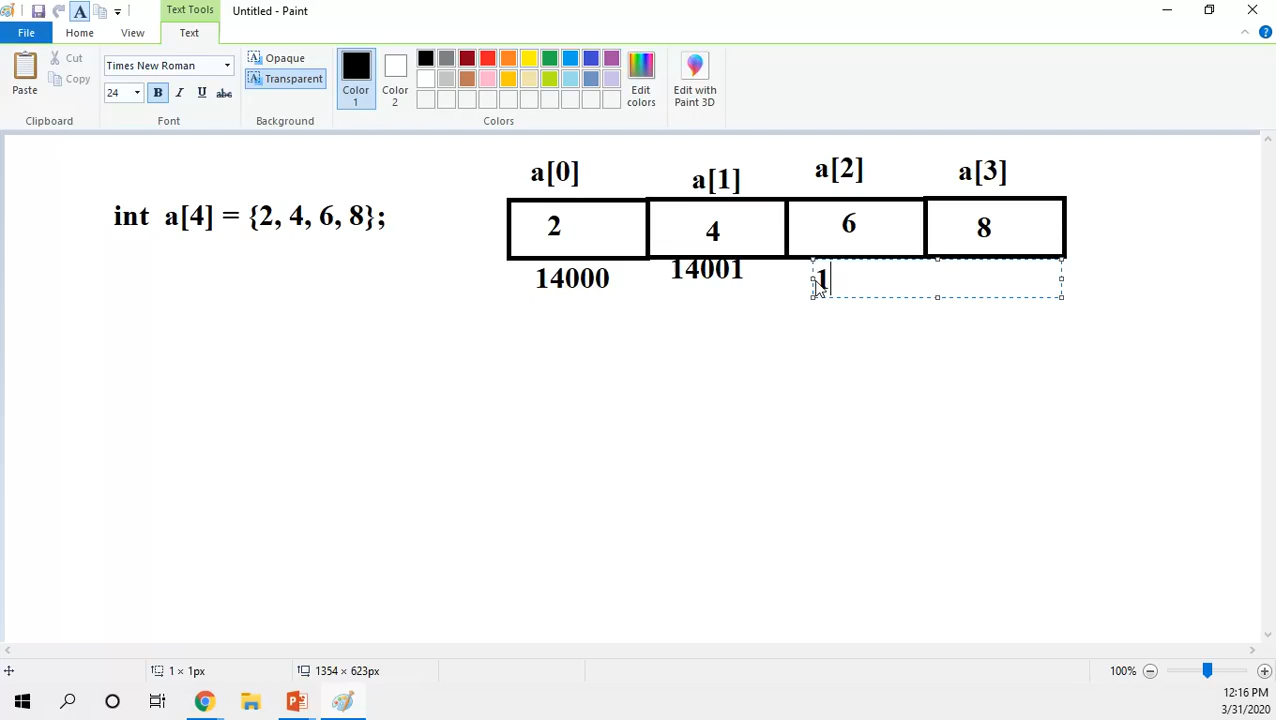 Text Tools
Untitled - Paint
File
Home
View
Text
Paste
Cut
Copy
Clipboard
Times New Roman
24
B
I
U
abc
Font
Opaque
Transparent
Background
Color 1
Color 2
Edit colors
Edit with Paint 3D
Colors
a[0]
a[1]
a[2]
a[3]
int a[4] = {2, 4, 6, 8};
2
4
6
8
14000
14001
1
1 × 1px
1354 × 623px
100%
12:16 PM
3/31/2020